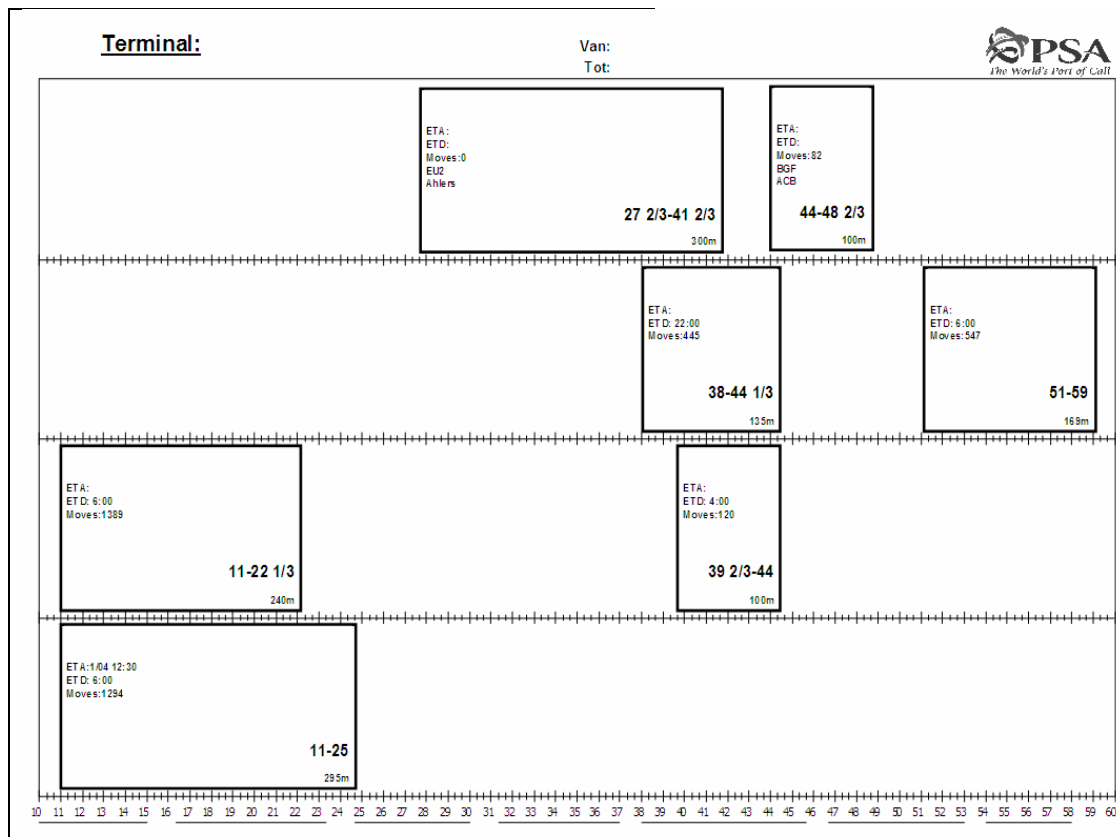 Terminal:
Van:
Tot:
PSA
The World's Port of Call
ETA:
ETD:
Moves:0
EU2
Ahlers
27 2/3-41 2/3
300m
ETA:
ETD:
Moves:82
BGF
ACB
44-48 2/3
100m
ETA:
ETD: 22:00
Moves:445
38-44 1/3
135m
ETA:
ETD: 6:00
Moves:547
51-59
169m
ETA:
ETD: 6:00
Moves:1389
11-22 1/3
240m
ETA:
ETD: 4:00
Moves:120
39 2/3-44
100m
ETA:1/04 12:30
ETD: 6:00
Moves:1294
11-25
295m
10 11 12 13 14 15 16 17 18 19 20 21 22 23 24 25 26 27 28 29 30 31 32 33 34 35 36 37 38 39 40 41 42 43 44 45 46 47 48 49 50 51 52 53 54 55 56 57 58 59 60